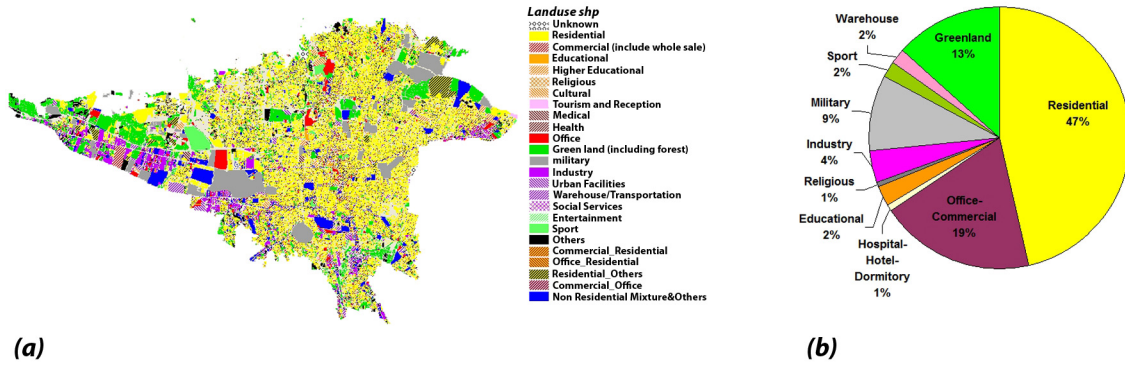 Landuse shp
Unknown
Residential
Commercial (include whole sale)
Educational
Higher Educational
Religious
Cultural
Tourism and Reception
Medical
Health
Office
Green land (including forest)
military
Industry
Urban Facilities
Warehouse/Transportation
Social Services
Entertainment
Sport
Others
Commercial_Residential
Office_Residential
Residential_Others
Commercial_Office
Non Residential Mixture&Others
(a)
Warehouse
2%
Sport
2%
Military
9%
Industry
4%
Religious
1%
Educational
2%
Hospital-
Hotel-
Dormitory
1%
Office-
Commercial
19%
Residential
47%
Greenland
13%
(b)